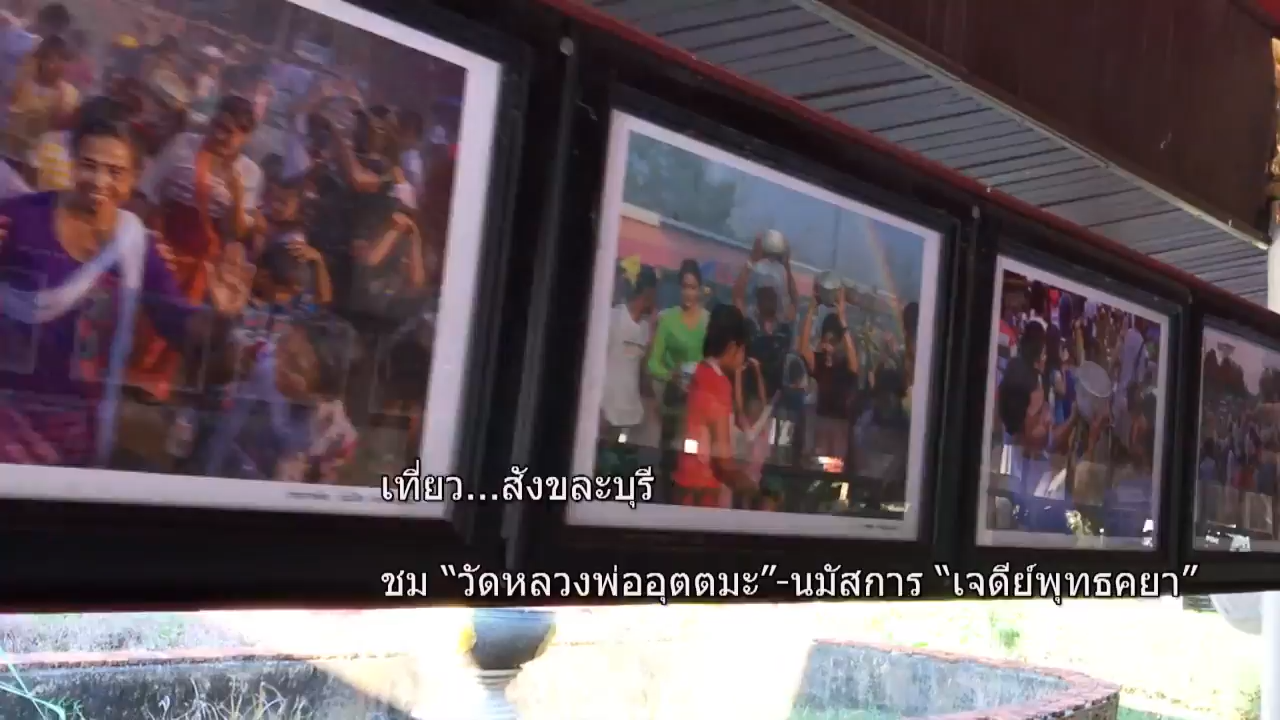 เที่ยว...สังขละบุรี
ชม “วัดหลวงพ่ออุตตมะ”-นมัสการ “เจดีย์พุทธคยา”